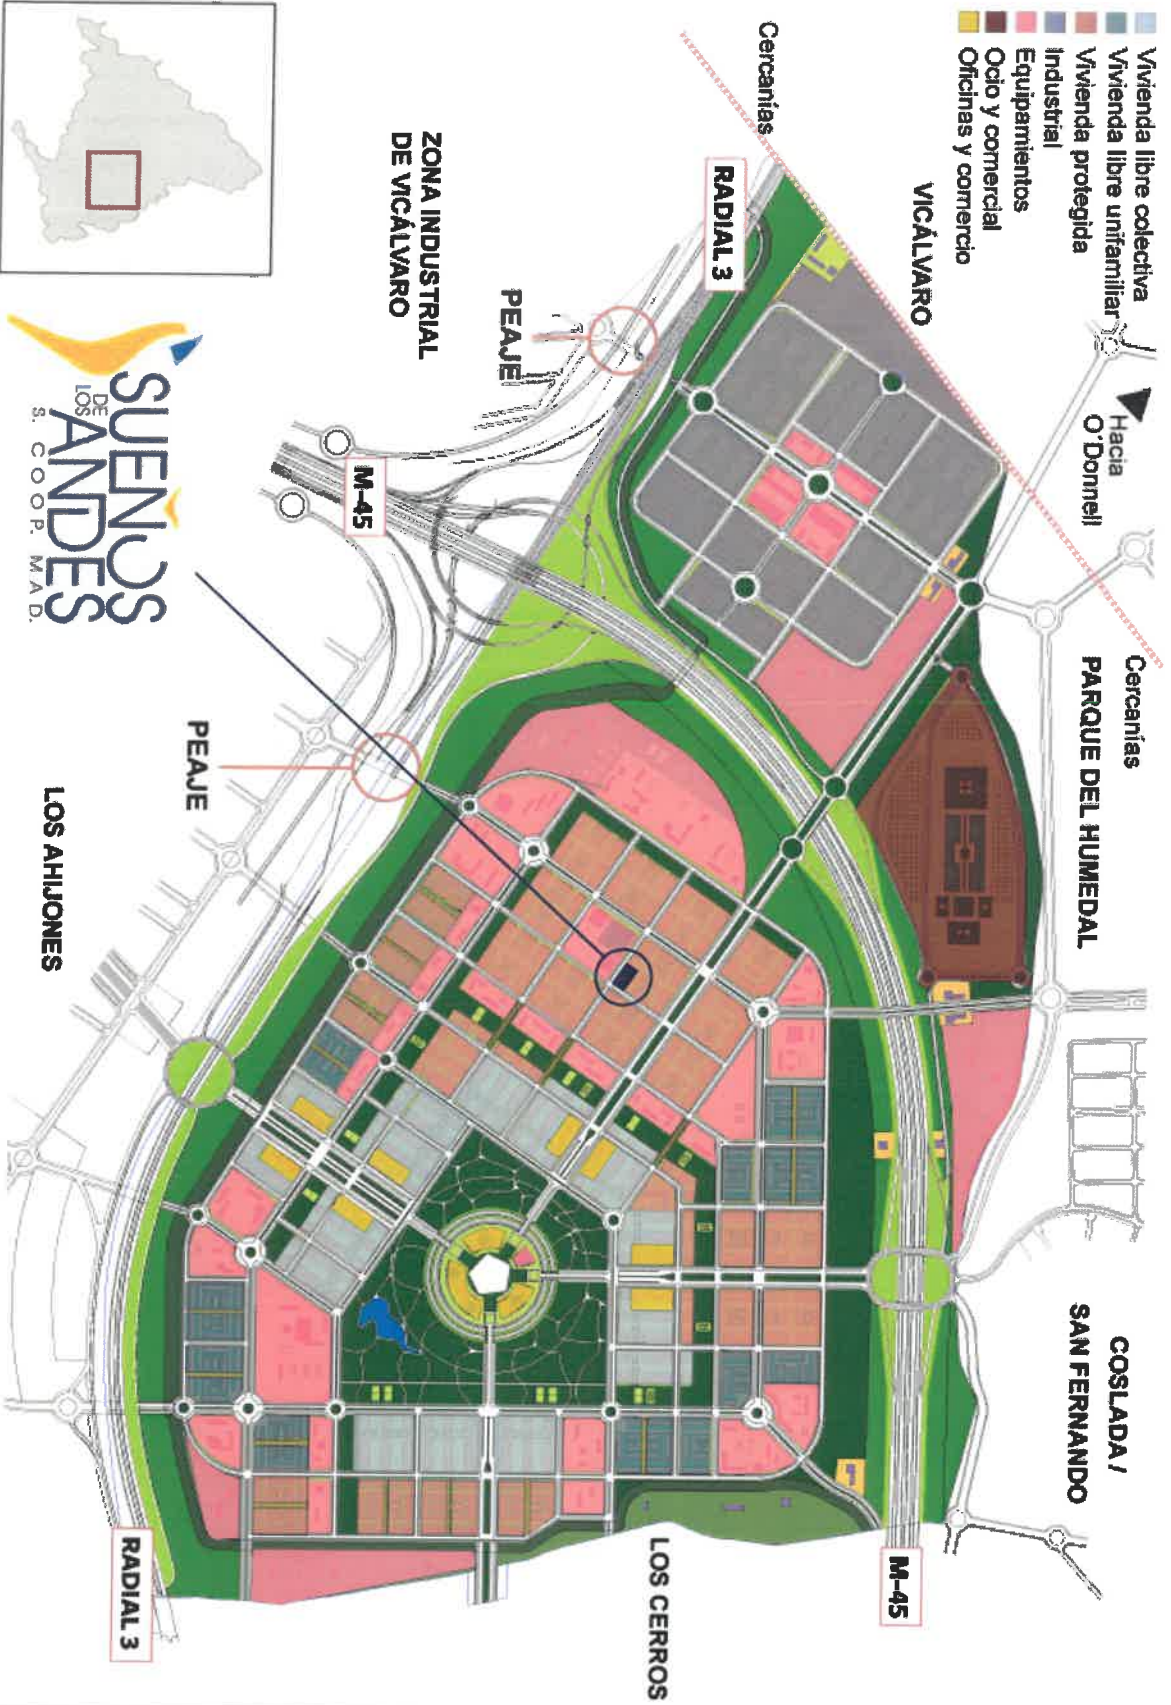 Vivienda libre colectiva
Vivienda libre unifamiliar
Vivienda protegida
Industrial
Equipamientos
Ocio y comercial
Oficinas y comercio
Hacia
O'Donnell
Cercanías
PARQUE DEL HUMEDAL
COSLADA /
SAN FERNANDO
VICÁLVARO
Cercanías
RADIAL 3
M-45
ZONA INDUSTRIAL
DE VICÁLVARO
PEAJE
M-45
LOS CERROS
PEAJE
RADIAL 3
LOS AHIJONES
SUEÑOS
DE
LOS
ANDES
S. COOP. MAD.